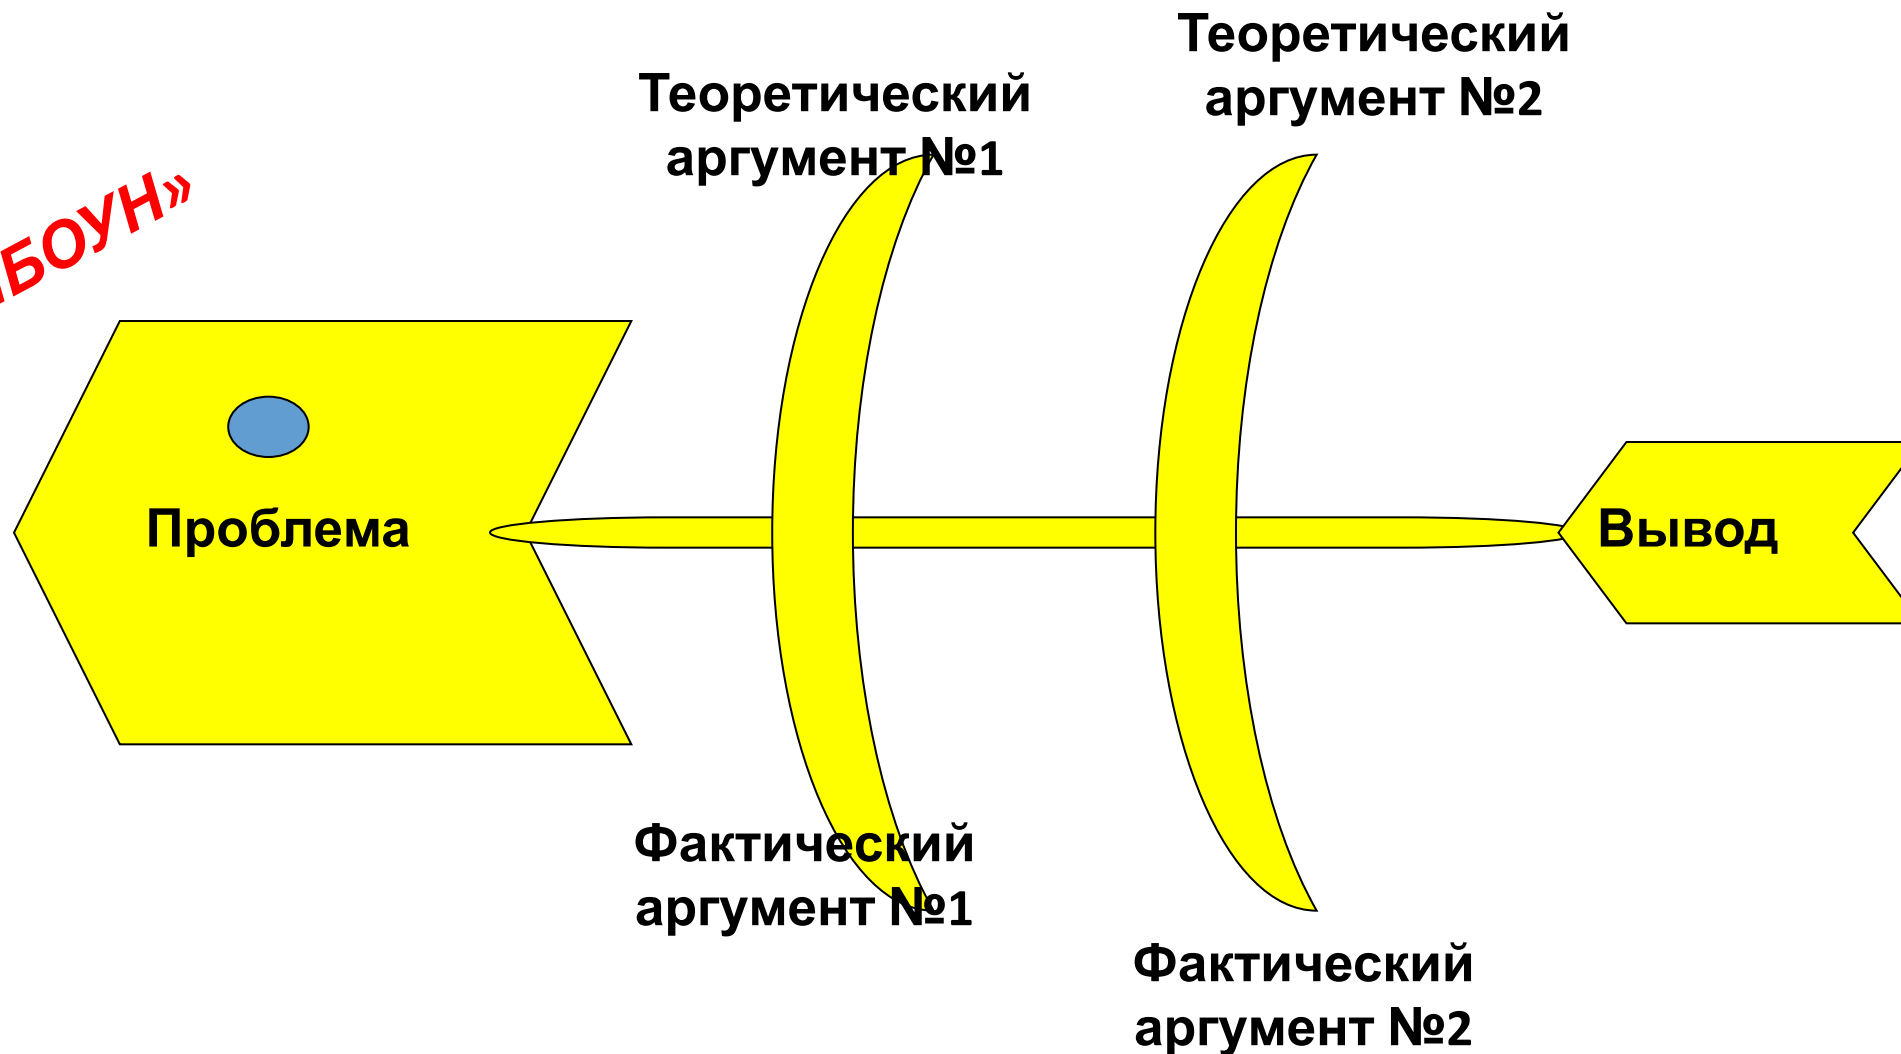 Теоретический
аргумент №2
Теоретический
аргумент №1
БОУН»
Проблема
Вывод
Фактический
аргумент №1
Фактический
аргумент №2